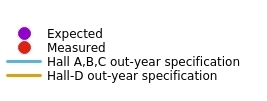 Expected
Measured
Hall A,B,C out-year specification
Hall-D out-year specification